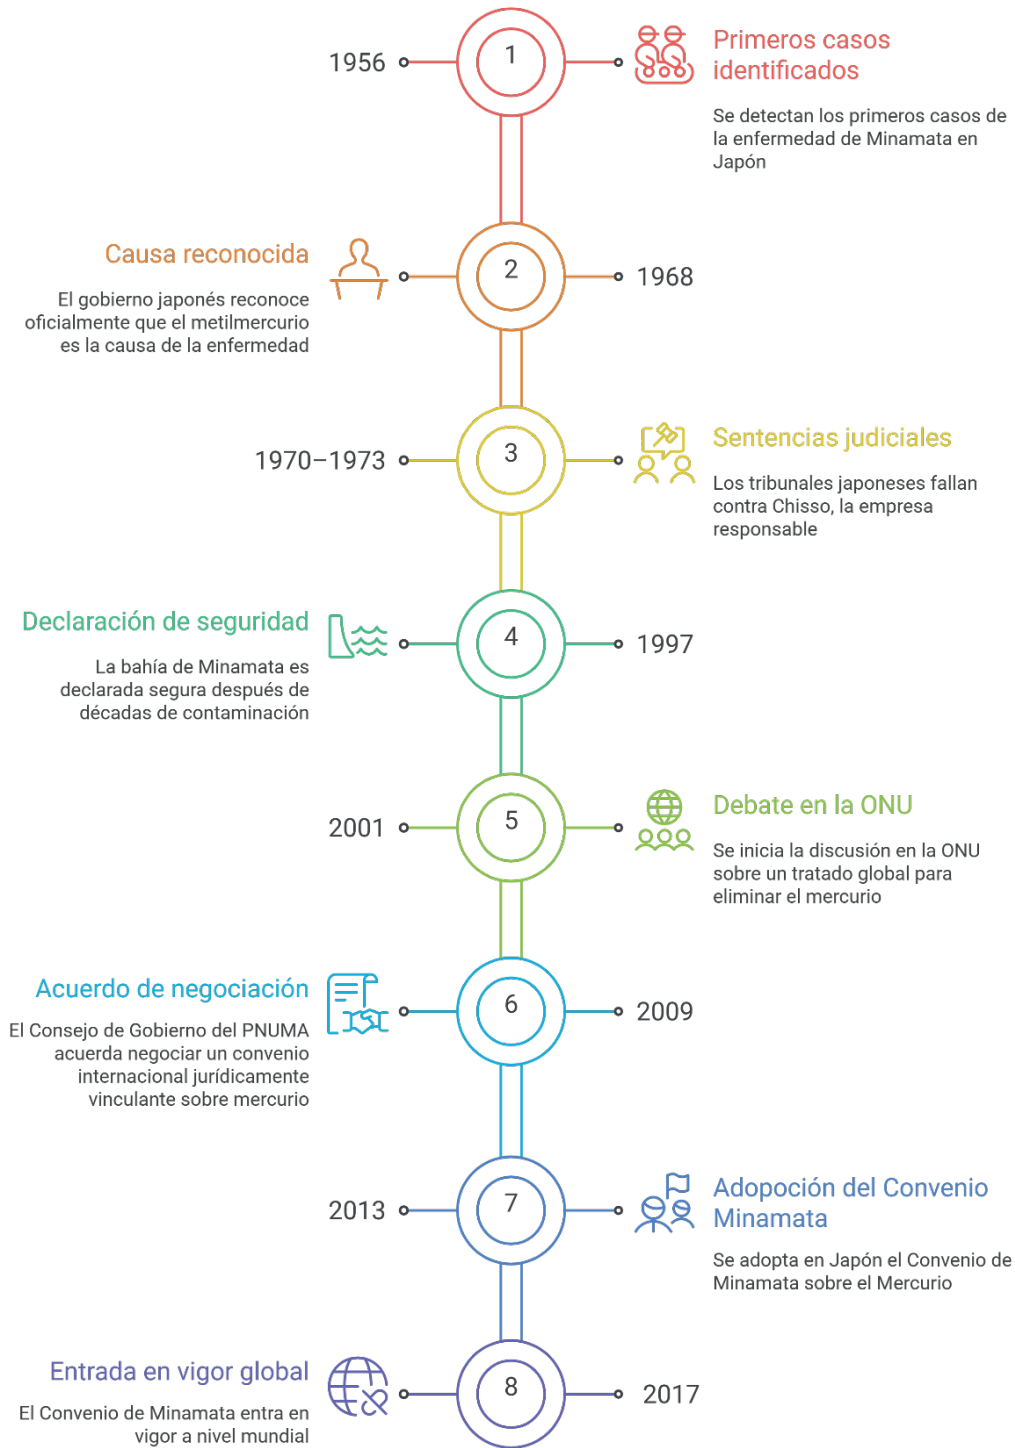 1956
1
Primeros casos
identificados
Se detectan los primeros casos de
la enfermedad de Minamata en
Japón
Causa reconocida
El gobierno japonés reconoce
oficialmente que el metilmercurio
es la causa de la enfermedad
2
1968
1970–1973
3
Sentencias judiciales
Los tribunales japoneses fallan
contra Chisso, la empresa
responsable
Declaración de seguridad
La bahía de Minamata es
declarada segura después de
décadas de contaminación
4
1997
2001
5
Debate en la ONU
Se inicia la discusión en la ONU
sobre un tratado global para
eliminar el mercurio
Acuerdo de negociación
El Consejo de Gobierno del PNUMA
acuerda negociar un convenio
internacional jurídicamente
vinculante sobre mercurio
6
2009
2013
7
Adopoción del Convenio
Minamata
Se adopta en Japón el Convenio de
Minamata sobre el Mercurio
Entrada en vigor global
El Convenio de Minamata entra en
vigor a nivel mundial
8
2017